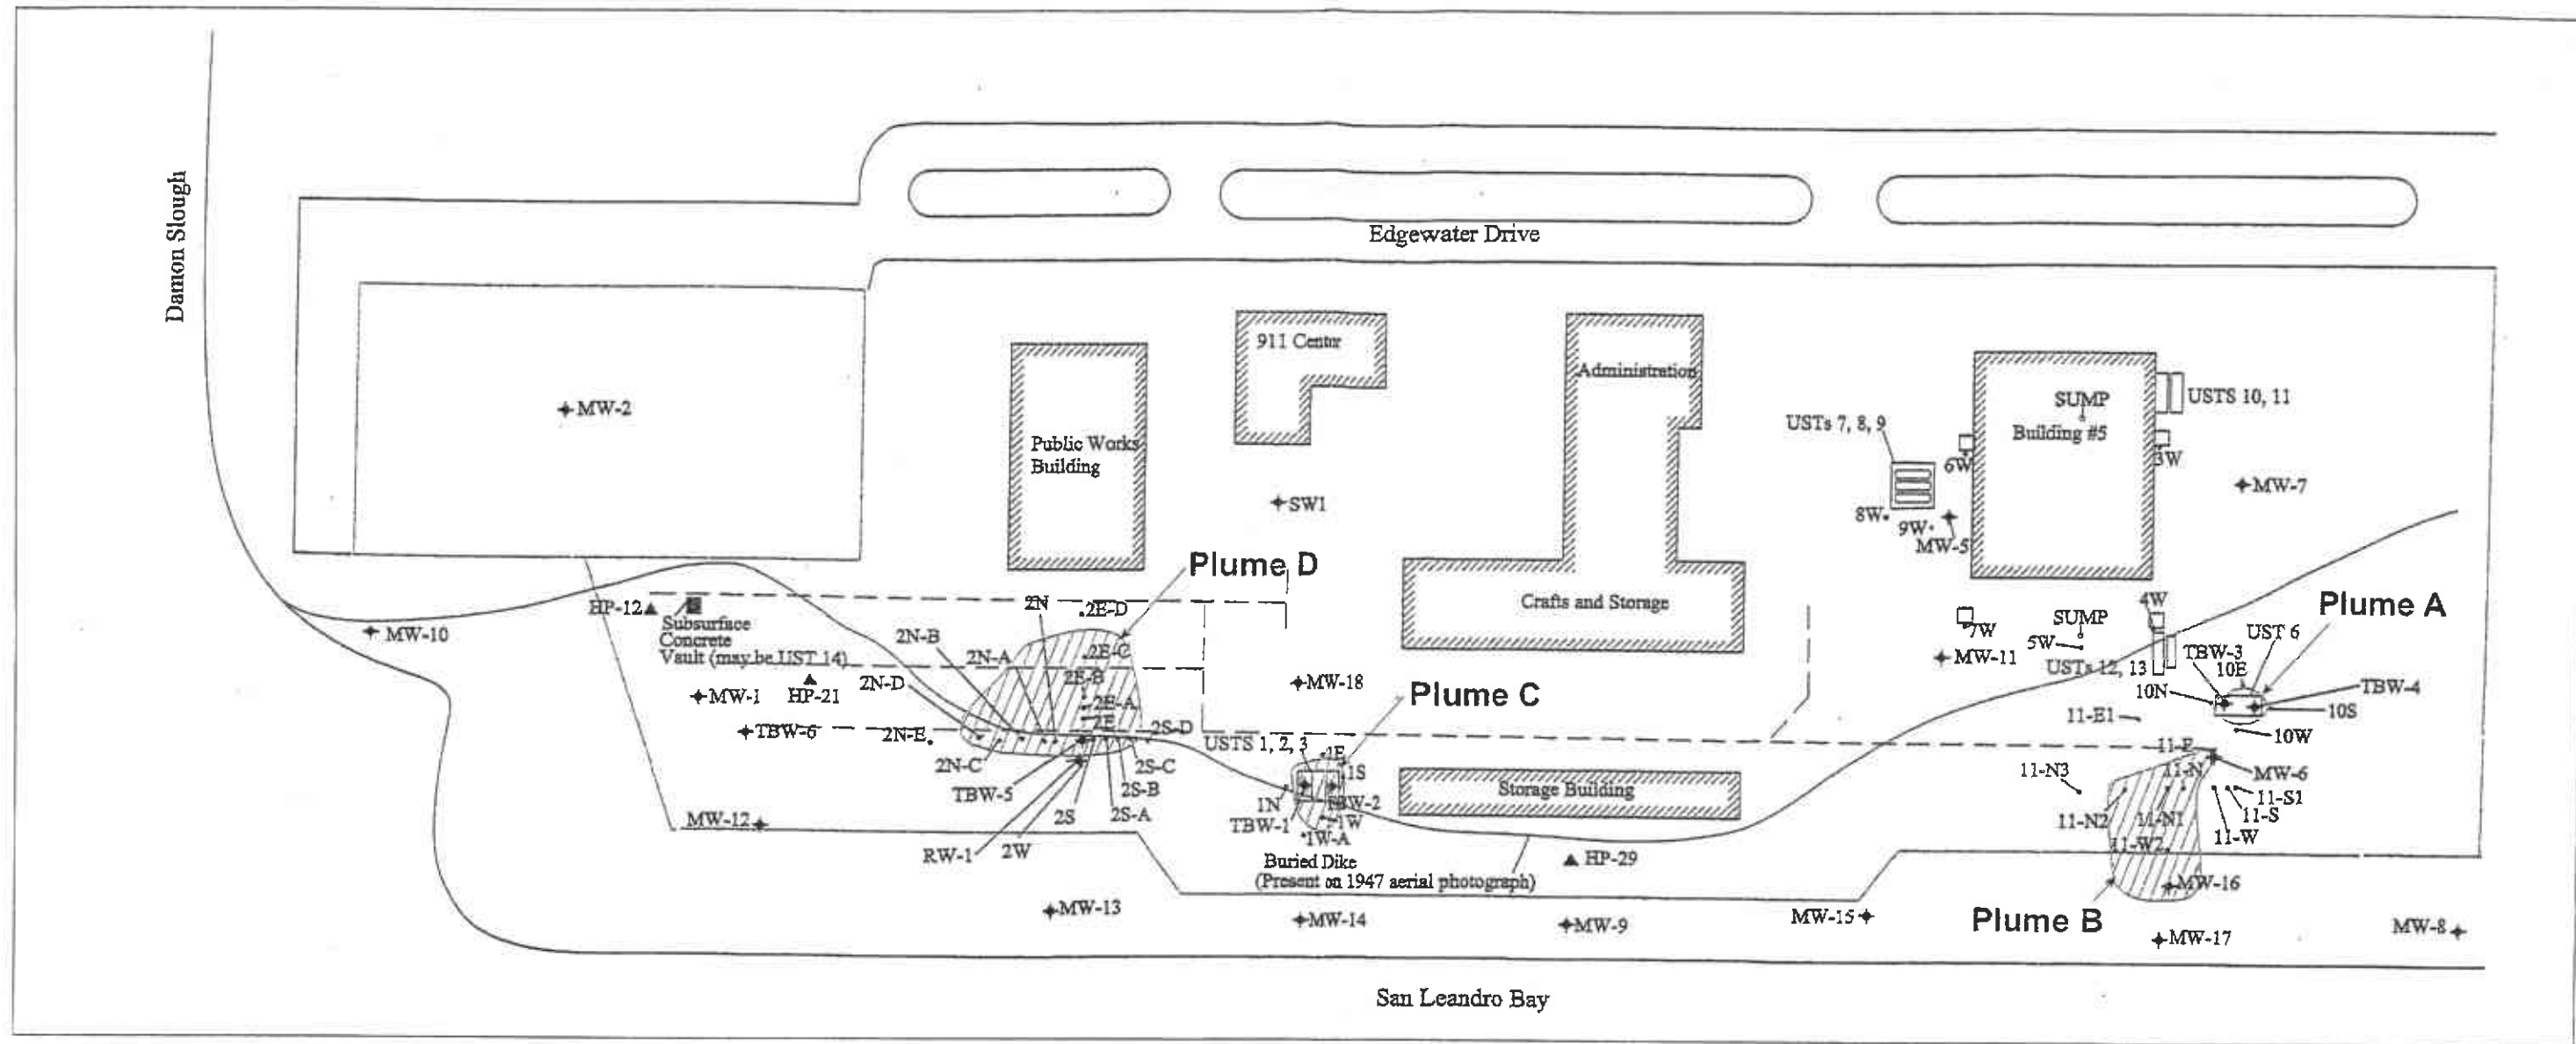 Damon Slough
Edgewater Drive
911 Center
Administration
MW-2
SUMP
USTS 10, 11
Public Works
Building
USTs 7, 8, 9
Building #5
6W
3W
SW1
MW-7
8W
9W
MW-5
Plume D
HP-12
Subsurface
Concrete
Vault (may be UST 14)
2N
2E-D
Crafts and Storage
4W
Plume A
MW-10
2N-B
7W
SUMP
5W
UST 6
2N-A
2E-C
MW-11
USTs 12, 13
TBW-3
10E
MW-1
HP-21
2N-D
2E-B
MW-18
Plume C
10N
TBW-4
2E-A
2E
10S
11-E1
TBW-6
2N-E
2S-D
USTS 1, 2, 3
1E
10W
11-E
2N-C
2S-C
1S
11-N3
11-N
MW-6
TBW-5
2S-B
1N
TBW-2
Storage Building
11-S1
2S
2S-A
TBW-1
1W
11-N2
11-N1
11-S
MW-12
1W-A
11-W
RW-1
2W
11-W2
Buried Dike
(Present on 1947 aerial photograph)
HP-29
MW-16
MW-13
MW-14
MW-9
MW-15
Plume B
MW-17
MW-8
San Leandro Bay